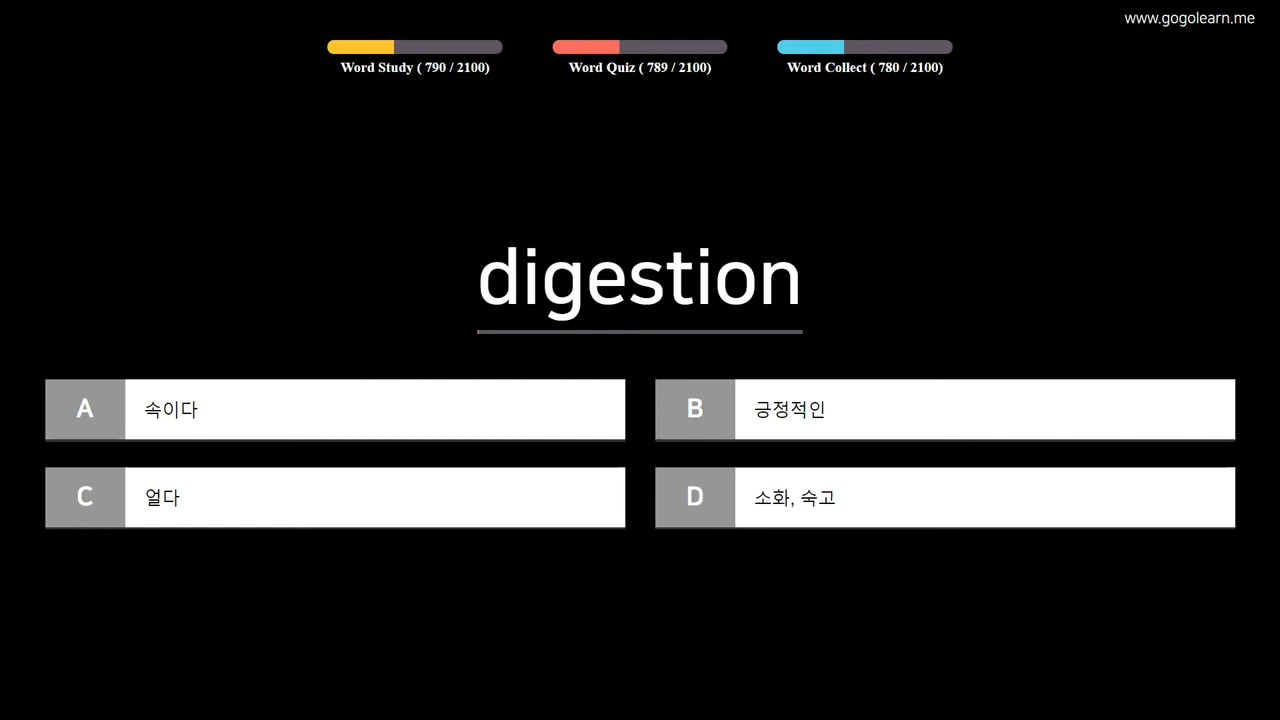 www.gogolearn.me
Word Study ( 790 / 2100)
Word Quiz ( 789 / 2100)
Word Collect ( 780 / 2100)
digestion
A 속이다
B 긍정적인
C 얼다
D 소화, 숙고